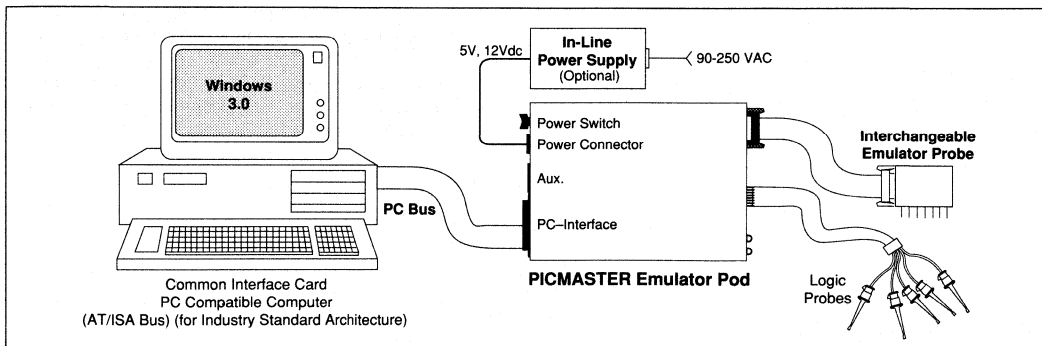 Windows
3.0
5V, 12Vdc
In-Line
Power Supply
(Optional)
90-250 VAC
Power Switch
Power Connector
Aux.
PC–Interface
PC Bus
Interchangeable
Emulator Probe
PICMASTER Emulator Pod
Logic
Probes
Common Interface Card
PC Compatible Computer
(AT/ISA Bus) (for Industry Standard Architecture)